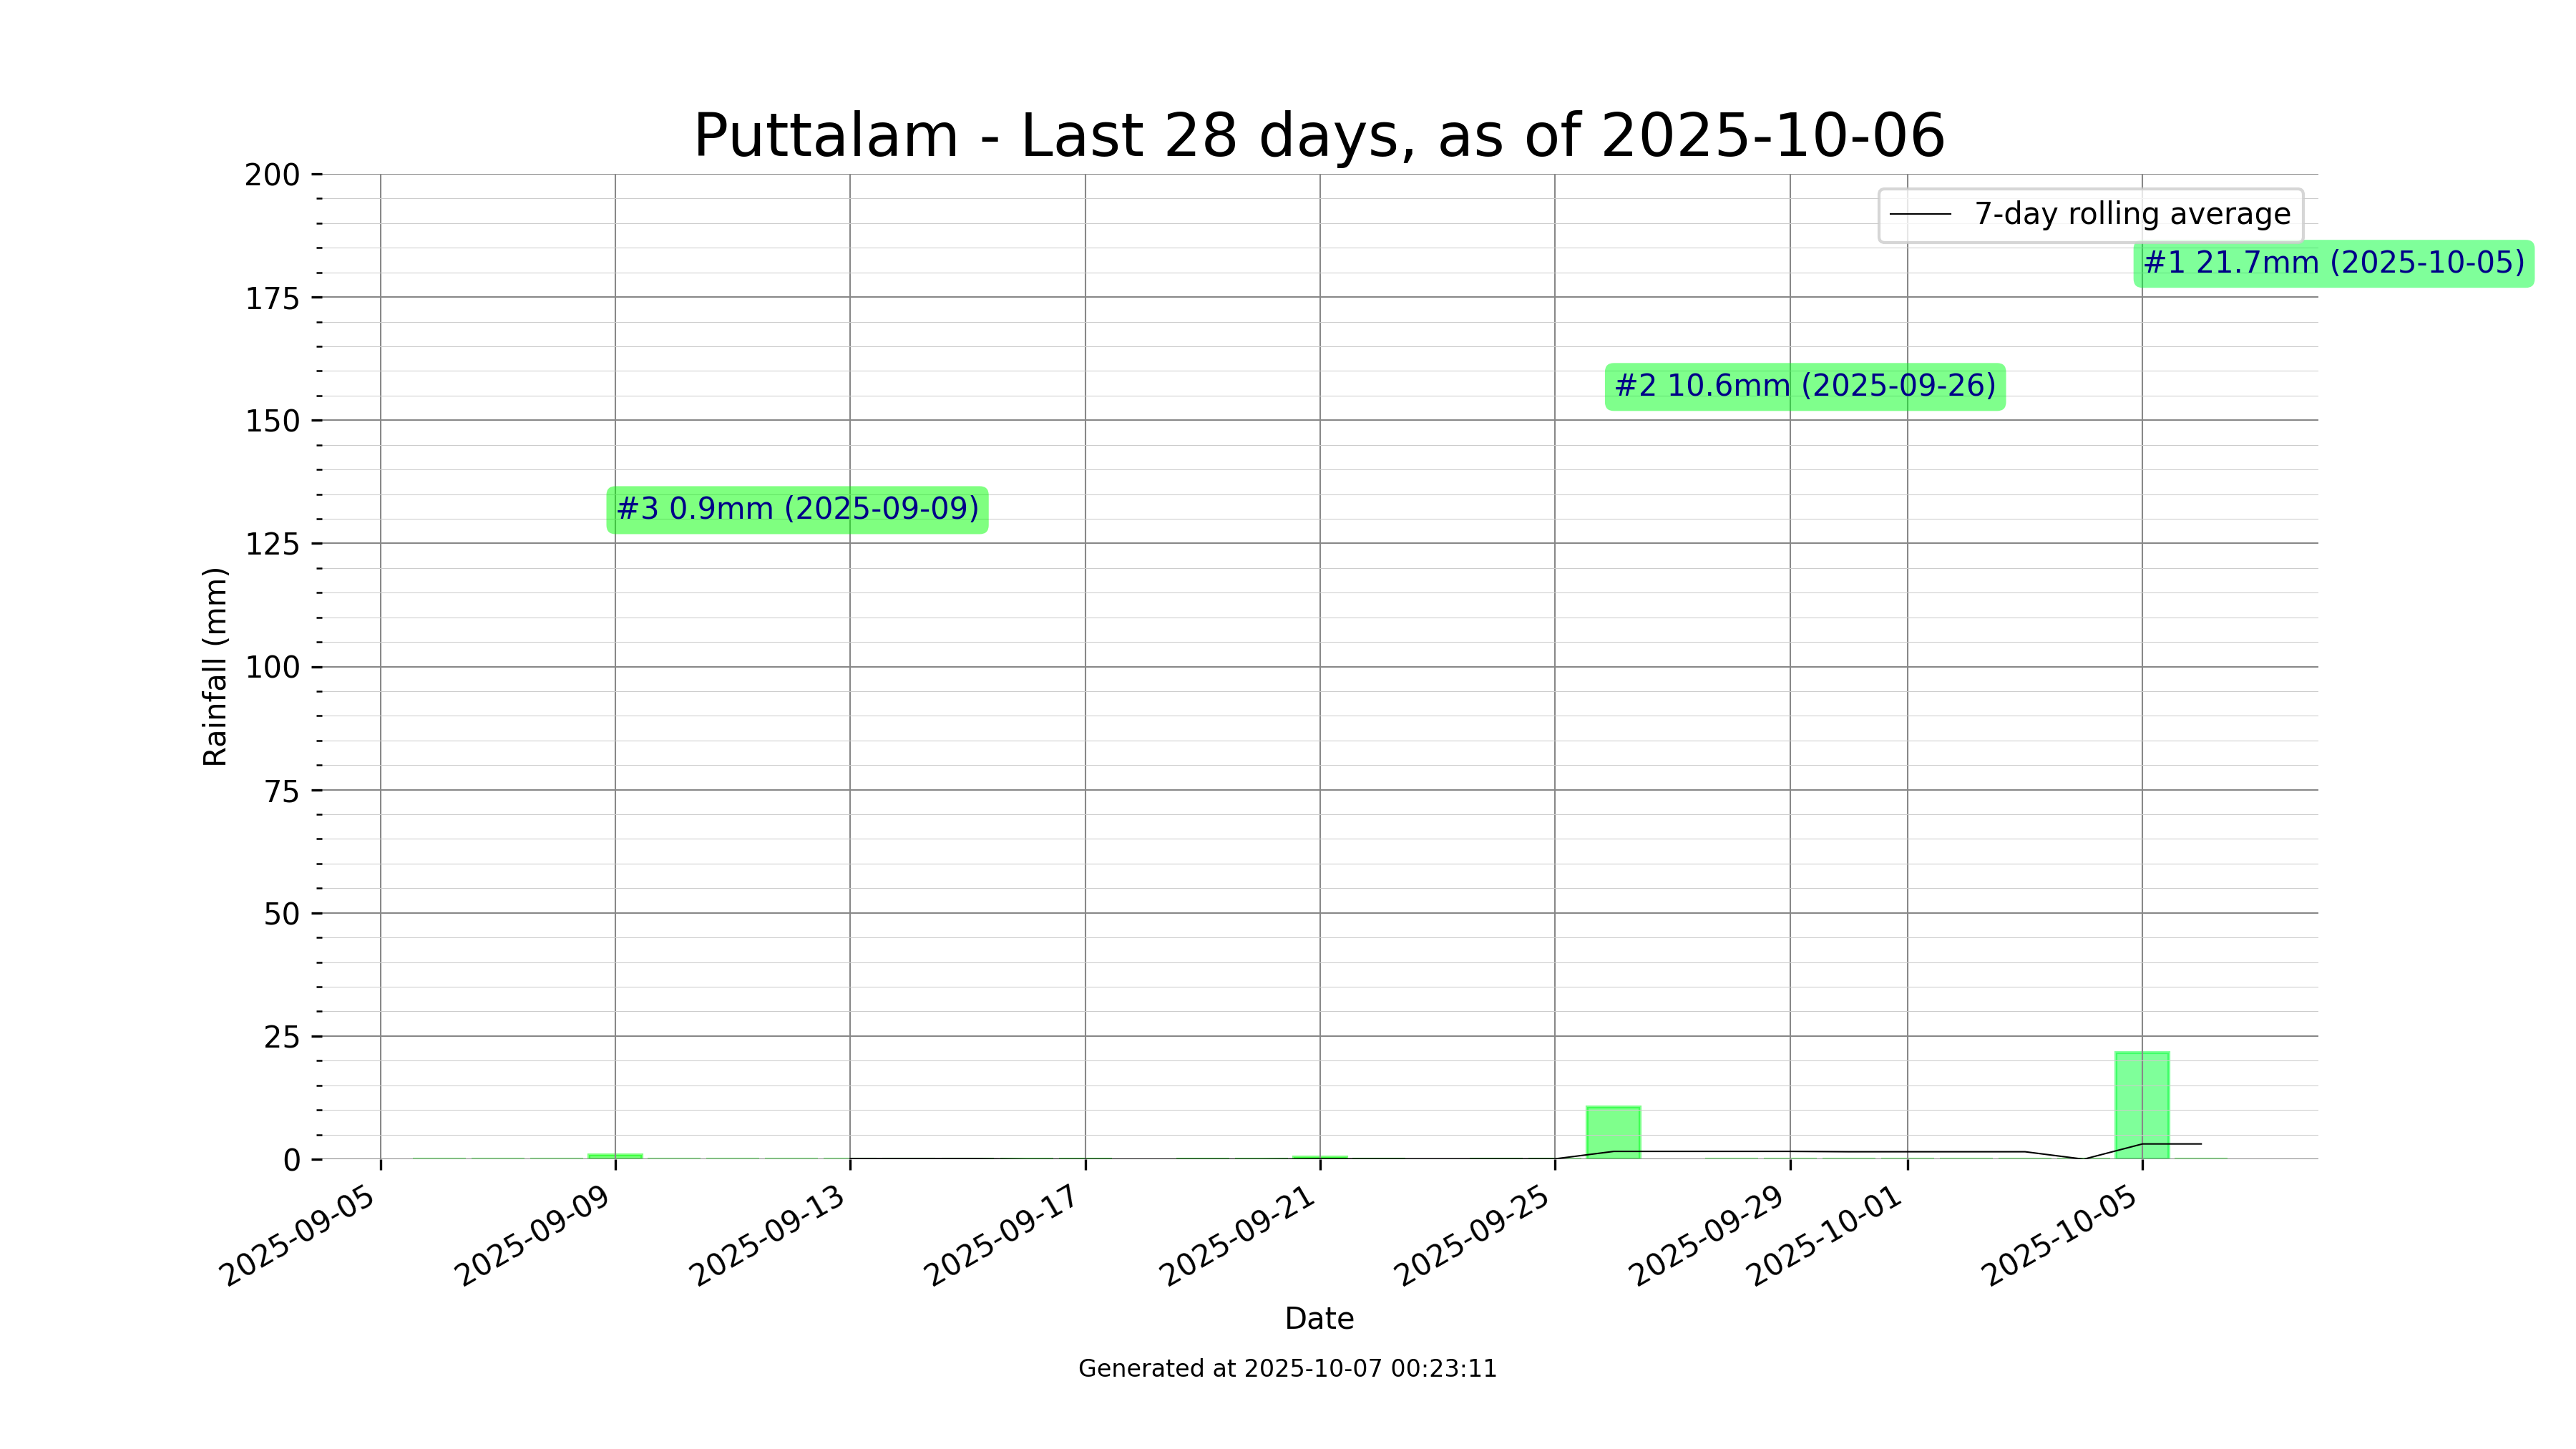 Puttalam - Last 28 days, as of 2025-10-06
7-day rolling average
#1 21.7mm (2025-10-05)
#2 10.6mm (2025-09-26)
#3 0.9mm (2025-09-09)
Rainfall (mm)
200
175
150
125
100
75
50
25
0
2025-09-05
2025-09-09
2025-09-13
2025-09-17
2025-09-21
2025-09-25
2025-09-29
2025-10-01
2025-10-05
Date
Generated at 2025-10-07 00:23:11